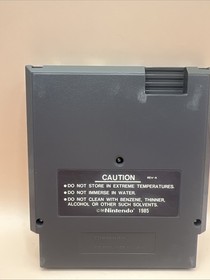 CAUTION
• DO NOT STORE IN EXTREME TEMPERATURES.
• DO NOT IMMERSE IN WATER.
• DO NOT CLEAN WITH BENZENE, THINNER,
ALCOHOL OR OTHER SUCH SOLVENTS.
Nintendo 1985